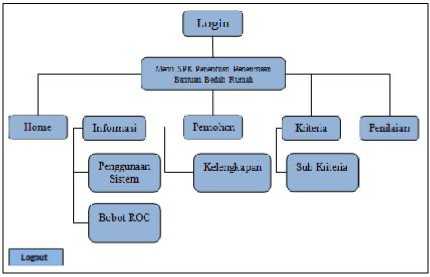 Login
Menu SPK Penentuan Penerimaan
Bantuan Bedah Rumah
Home
Informasi
Pemohon
Kriteria
Penilaian
Penggunaan
Sistem
Kelengkapan
Sub Kriteria
Bobot ROC
Logout